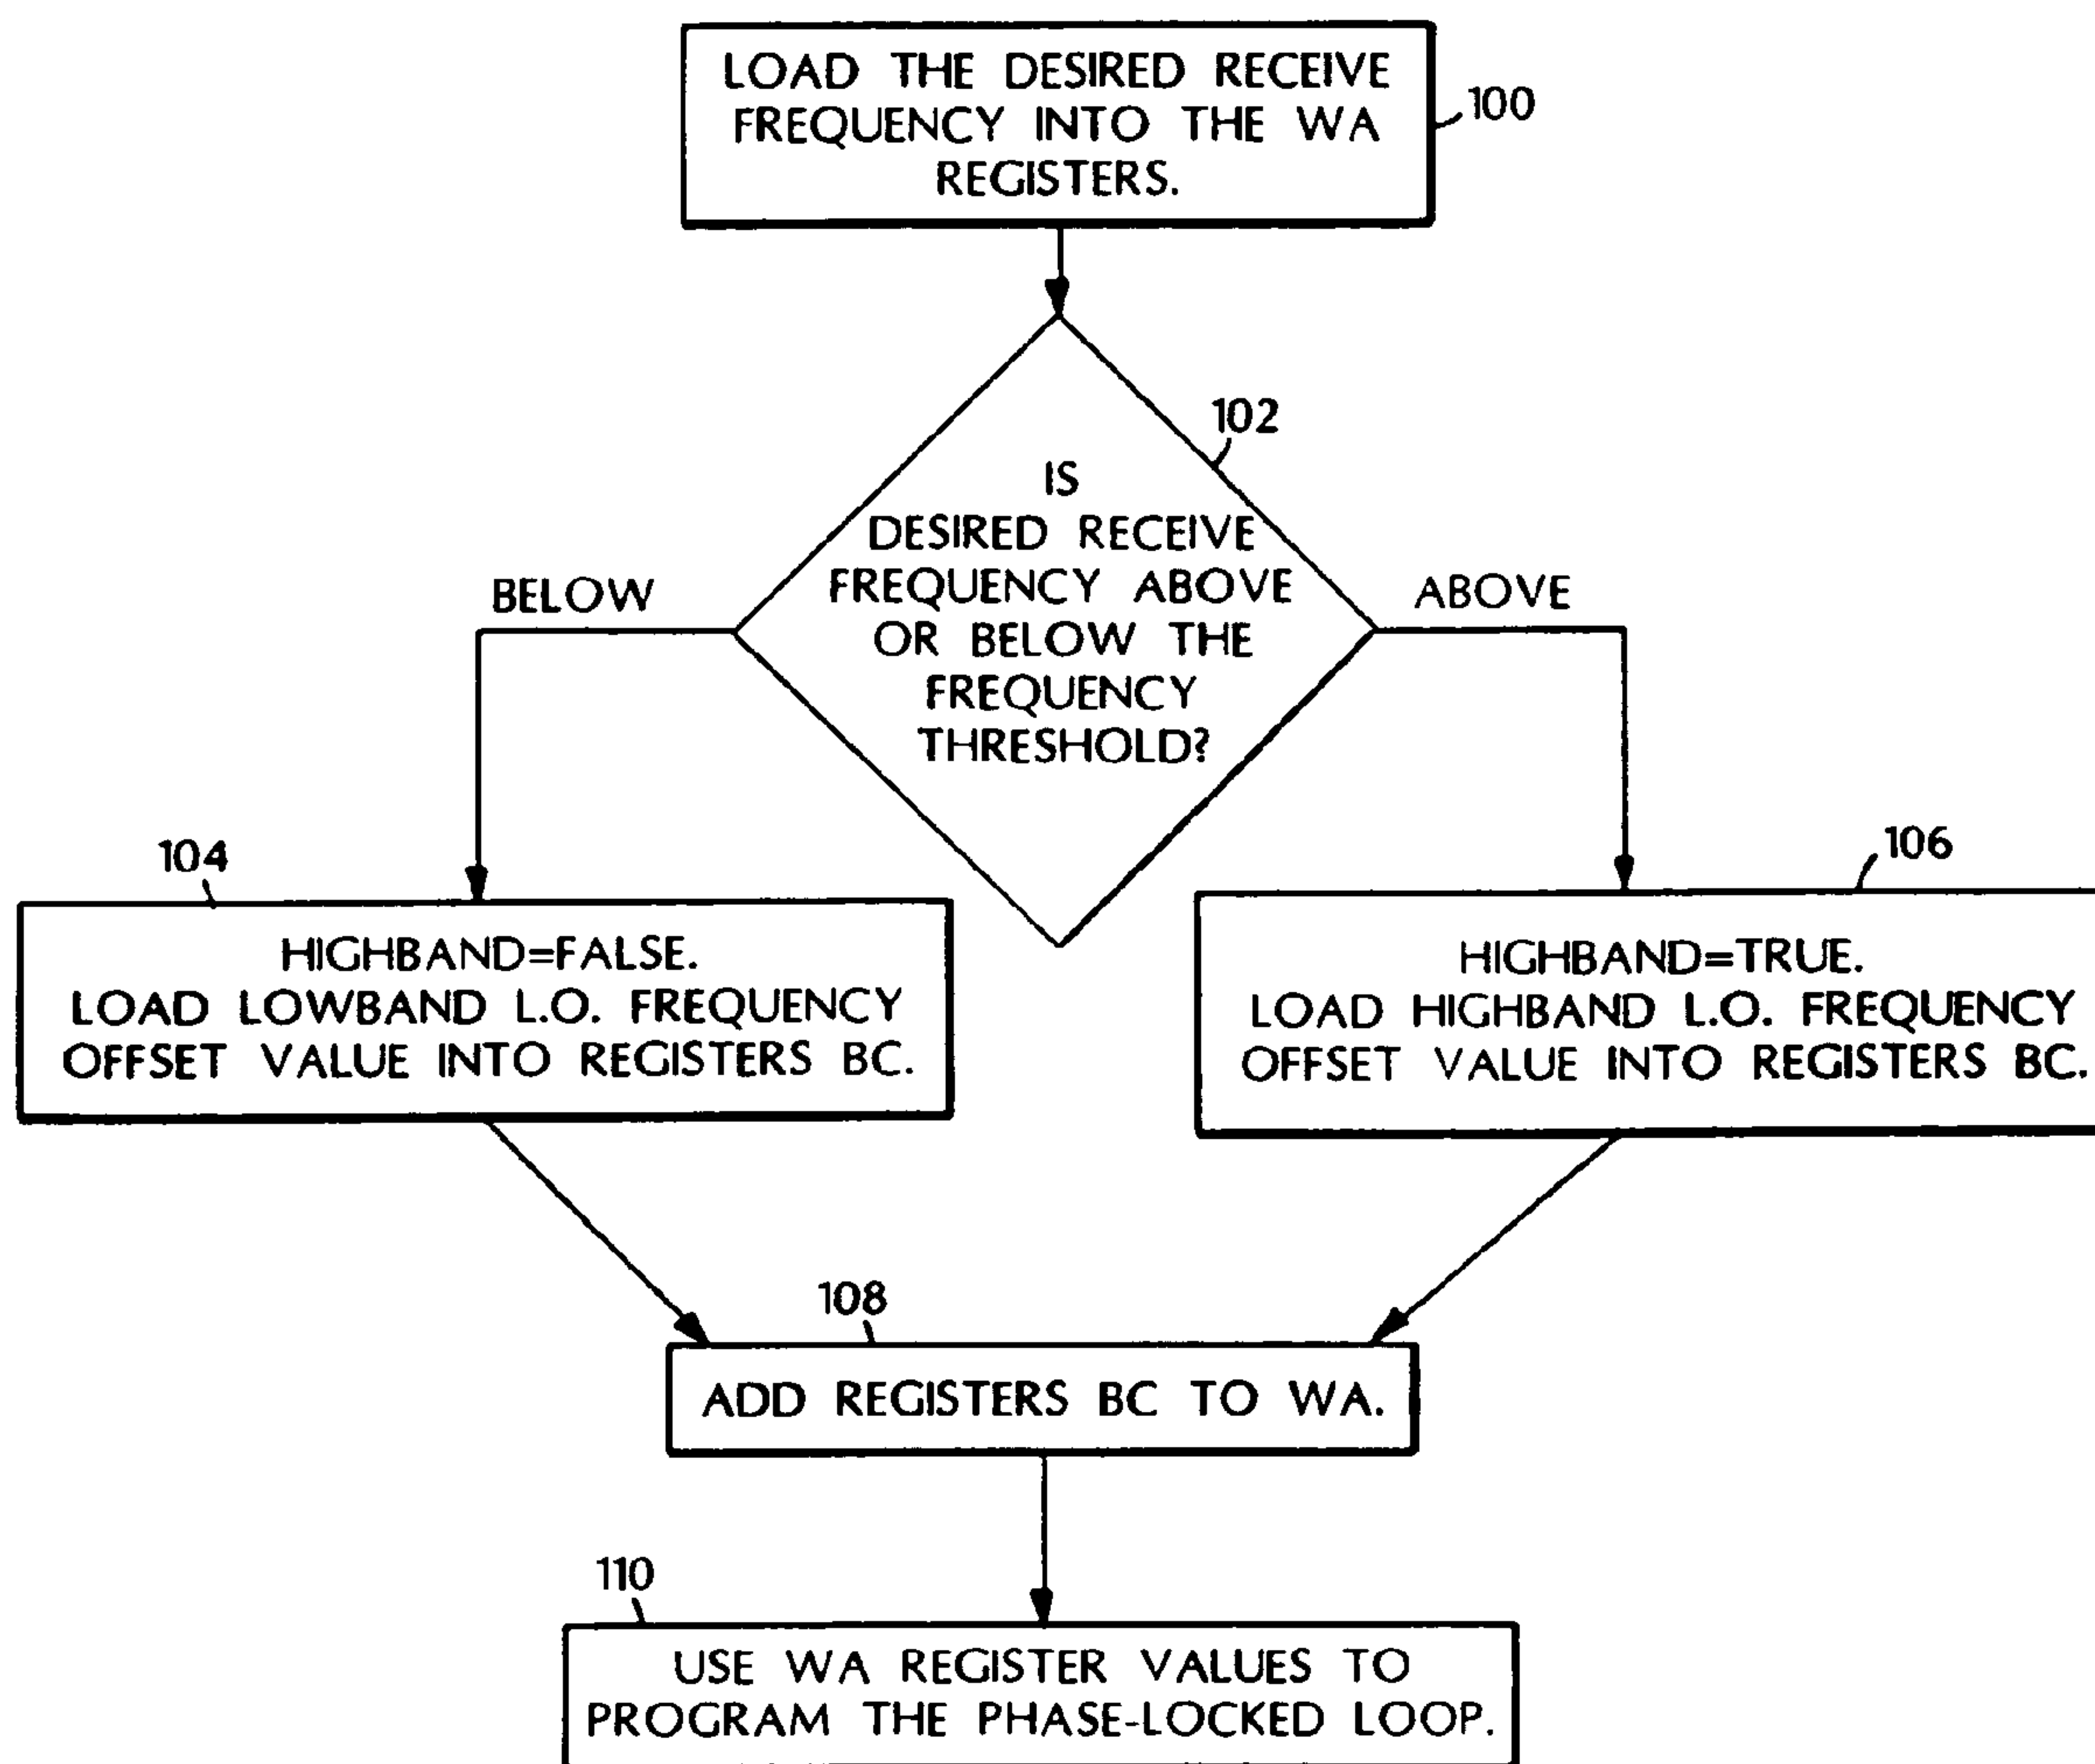 LOAD THE DESIRED RECEIVE
FREQUENCY INTO THE WA
REGISTERS.
100
102
IS
DESIRED RECEIVE
FREQUENCY ABOVE
OR BELOW THE
FREQUENCY
THRESHOLD?
BELOW
ABOVE
104
HIGHBAND=FALSE.
LOAD LOWBAND L.O. FREQUENCY
OFFSET VALUE INTO REGISTERS BC.
106
HIGHBAND=TRUE.
LOAD HIGHBAND L.O. FREQUENCY
OFFSET VALUE INTO REGISTERS BC.
108
ADD REGISTERS BC TO WA.
110
USE WA REGISTER VALUES TO
PROGRAM THE PHASE-LOCKED LOOP.